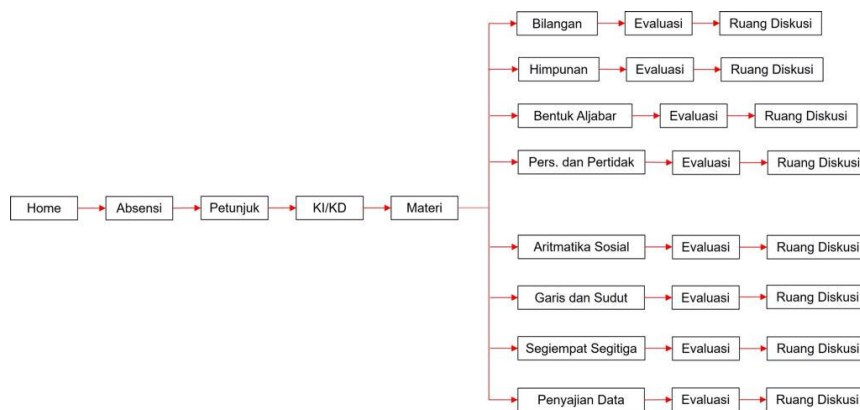 Bilangan Evaluasi Ruang Diskusi
Himpunan Evaluasi Ruang Diskusi
Bentuk Aljabar Evaluasi Ruang Diskusi
Pers. dan Pertidak Evaluasi Ruang Diskusi
Home Absensi Petunjuk KI/KD Materi
Aritmatika Sosial Evaluasi Ruang Diskusi
Garis dan Sudut Evaluasi Ruang Diskusi
Segiempat Segitiga Evaluasi Ruang Diskusi
Penyajian Data Evaluasi Ruang Diskusi